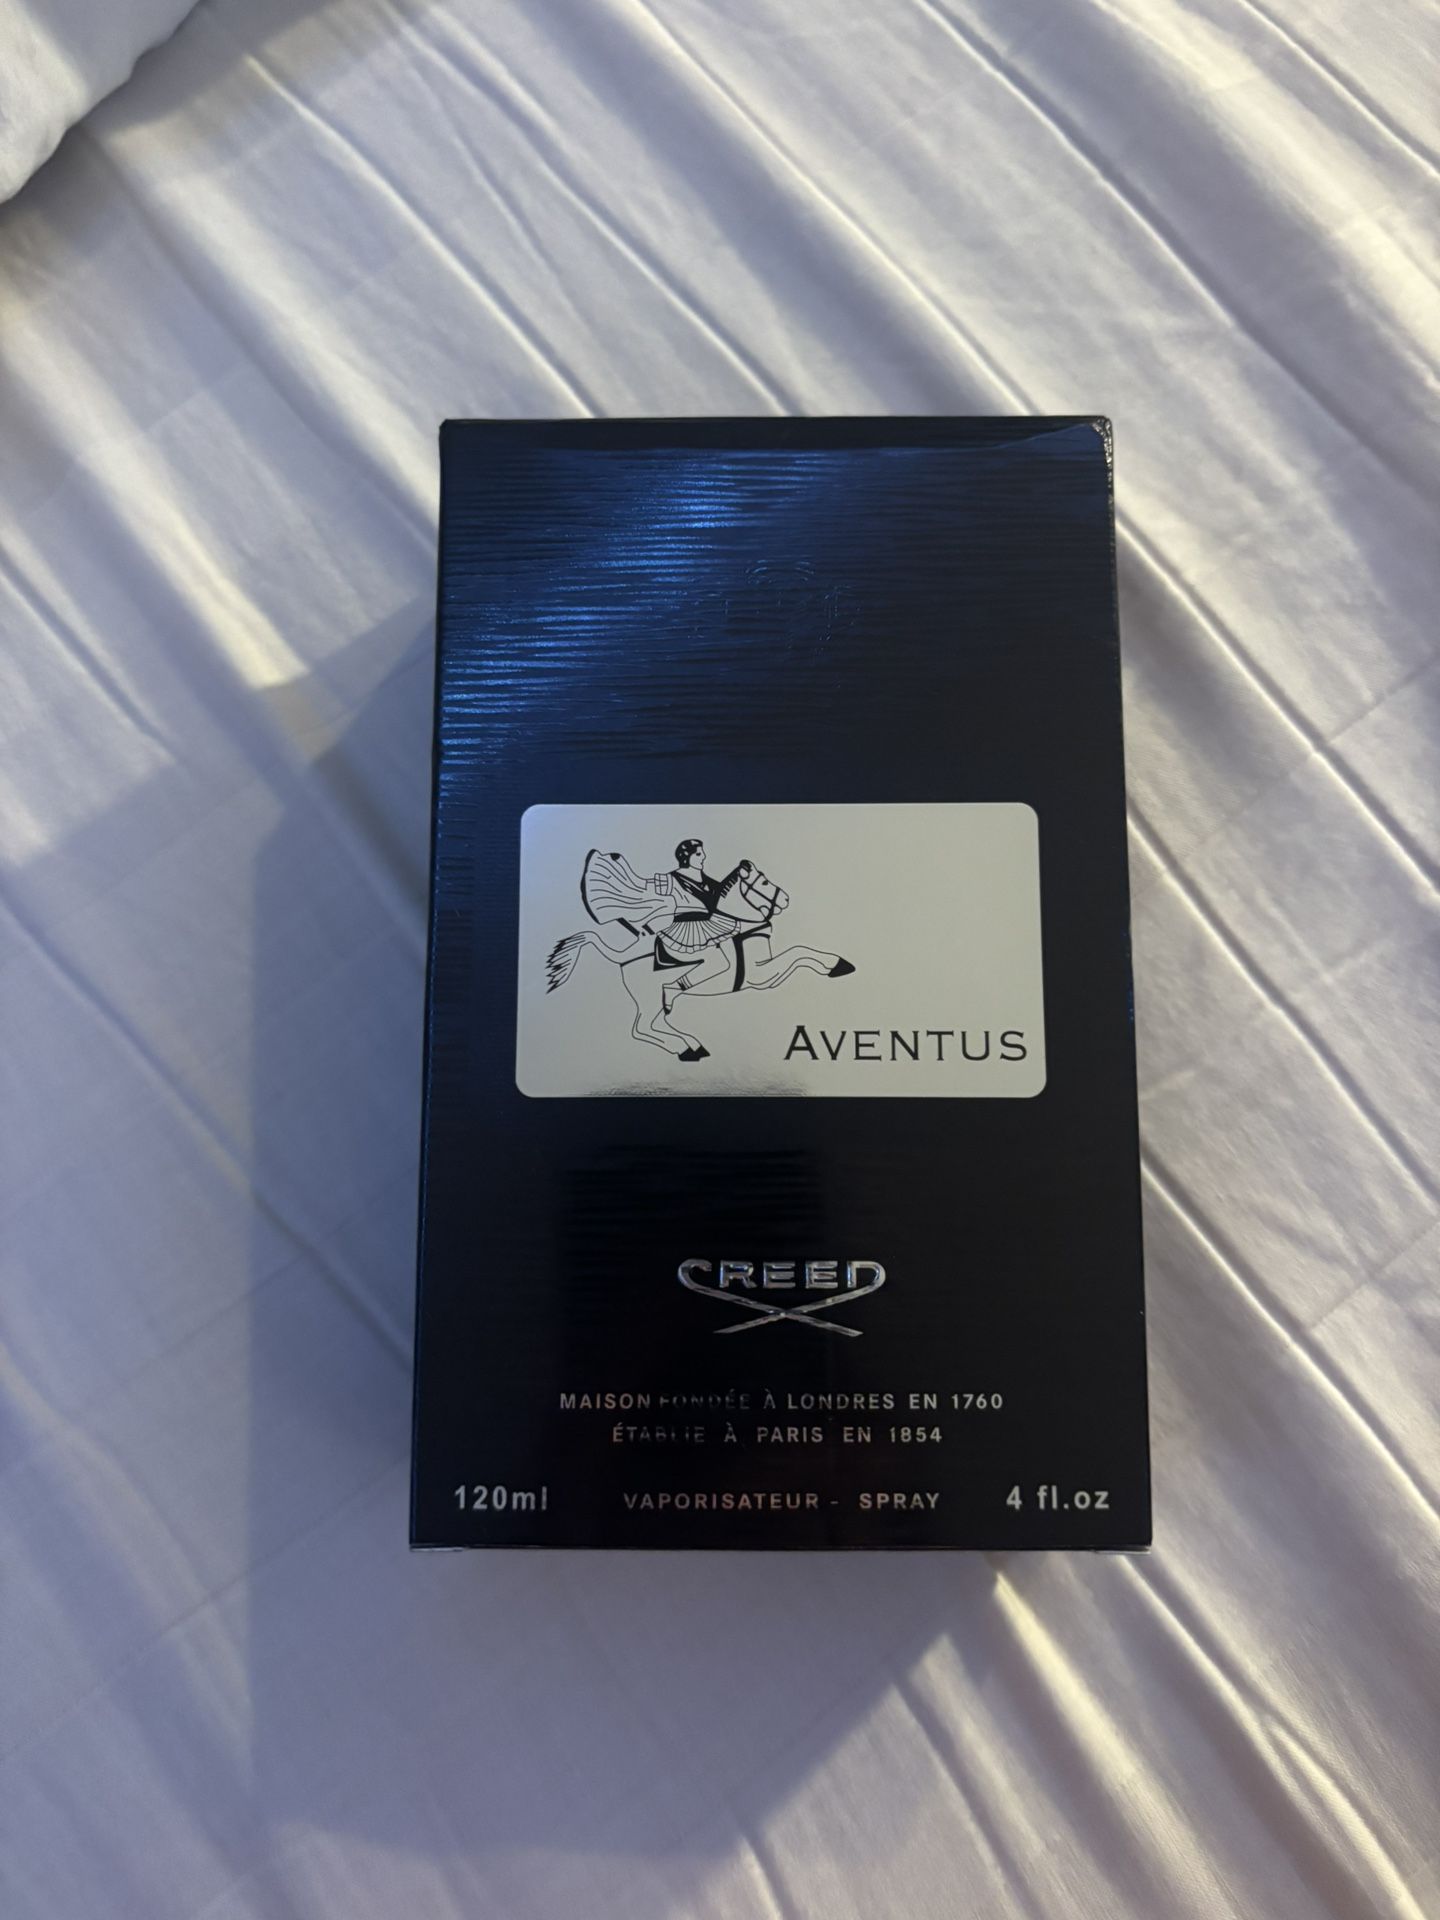 AVENTUS
CREED
MAISON FONDÉE À LONDRES EN 1760
ÉTABLIE À PARIS EN 1854
120ml VAPORISATEUR - SPRAY 4 fl.oz